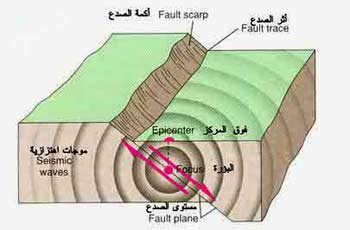 أكمة الصدع
Fault scarp
أثر الصدع
Fault trace
Epicenter
فوق المركز
موجات اهتزازية
Seismic
waves
Focus
البؤرة
مستوى الصدع
Fault plane